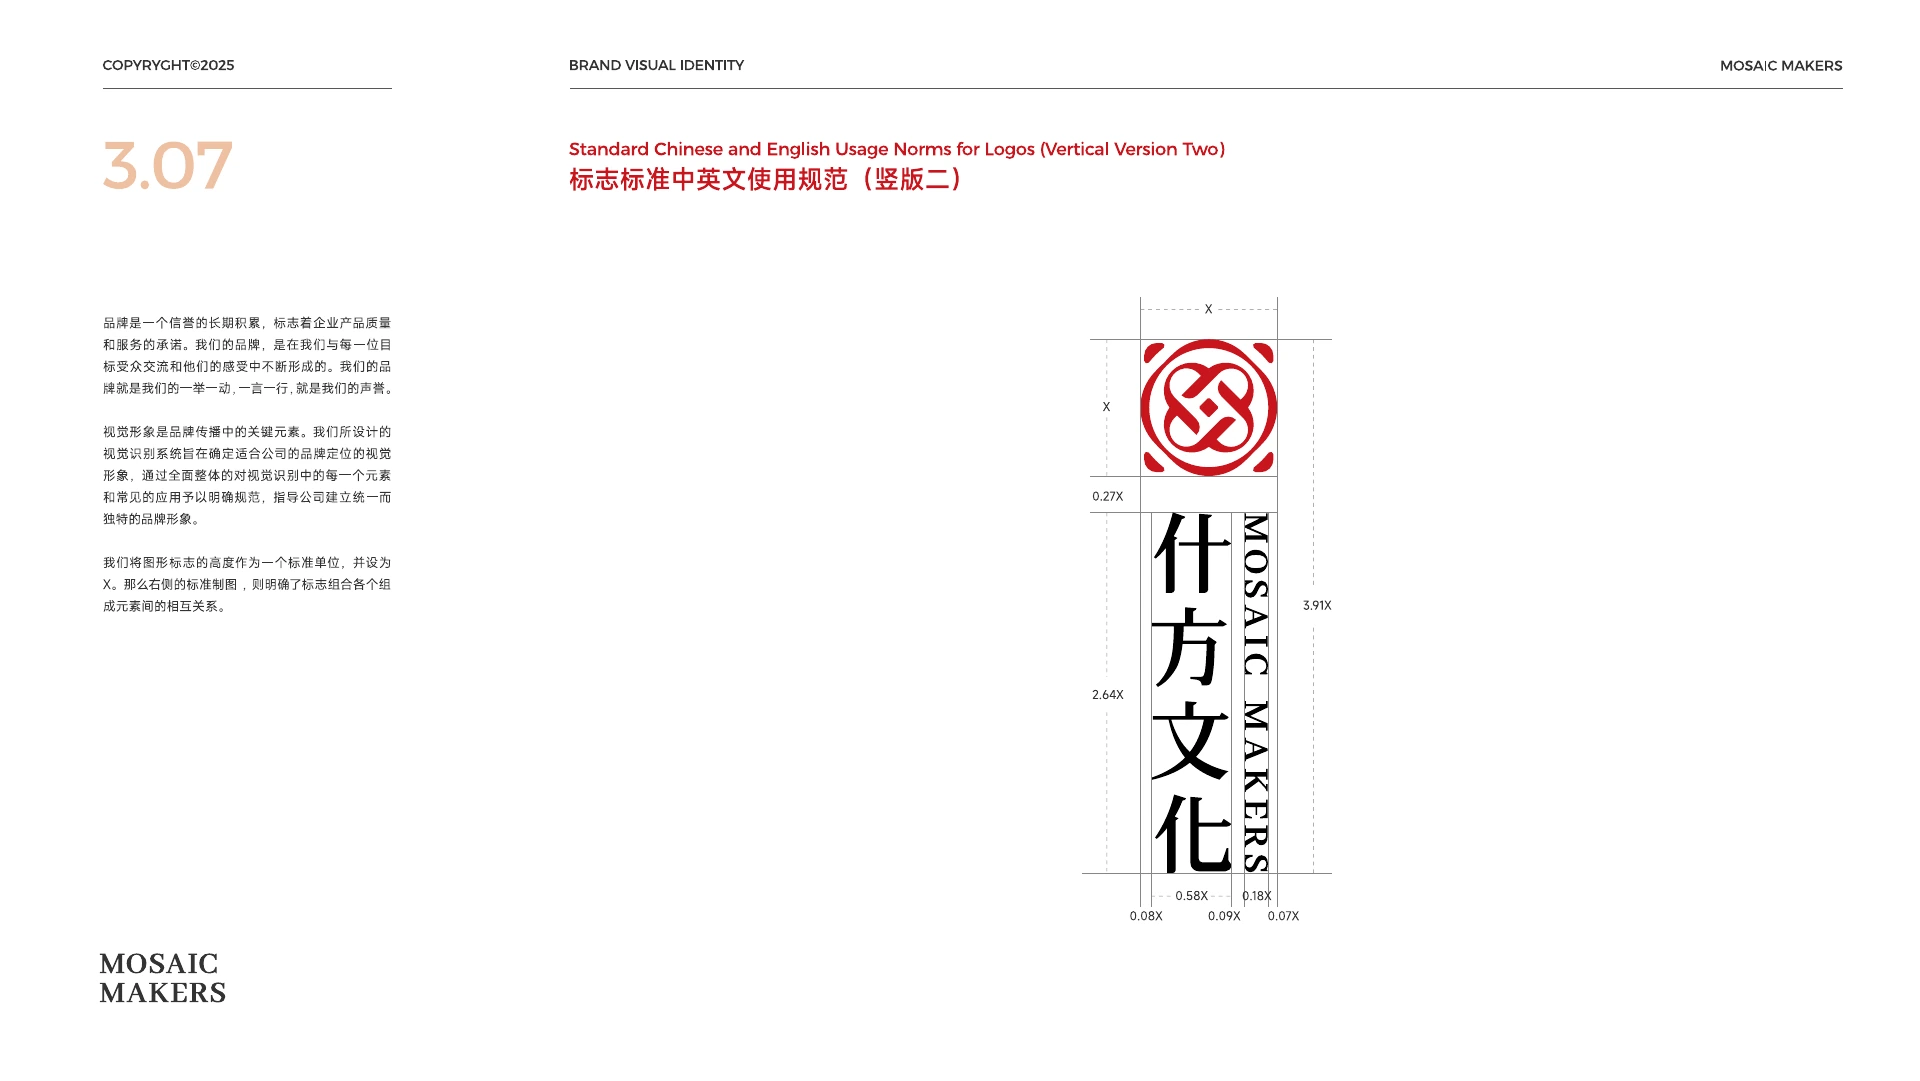 COPYRYGHT©2025
BRAND VISUAL IDENTITY
MOSAIC MAKERS
3.07
Standard Chinese and English Usage Norms for Logos (Vertical Version Two)
标志标准中英文使用规范（竖版二）
品牌是一个信誉的长期积累，标志着企业产品质量
和服务的承诺。我们的品牌，是在我们与每一位目
标受众交流和他们的感受中不断形成的。我们的品
牌就是我们的一举一动，一言一行，就是我们的声誉。
视觉形象是品牌传播中的关键元素。我们所设计的
视觉识别系统旨在确定适合公司的品牌定位的视觉
形象，通过全面整体的对视觉识别中的每一个元素
和常见的应用予以明确规范，指导公司建立统一而
独特的品牌形象。
我们将图形标志的高度作为一个标准单位，并设为
X。那么右侧的标准制图，则明确了标志组合各个组
成元素间的相互关系。
X
X
0.27X
什方文化
MOSAIC MAKERS
3.91X
2.64X
0.58X
0.18X
0.08X
0.09X
0.07X
MOSAIC
MAKERS